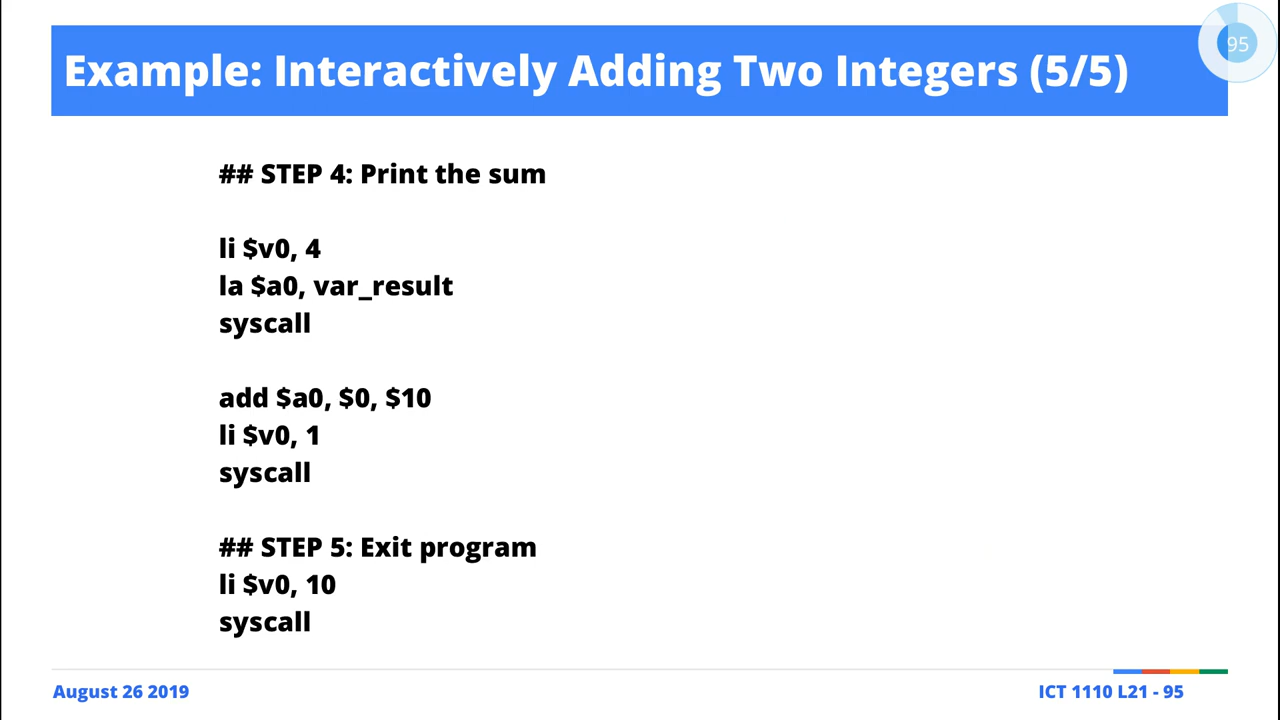 Example: Interactively Adding Two Integers (5/5)
95
## STEP 4: Print the sum
li $v0, 4
la $a0, var_result
syscall
add $a0, $0, $10
li $v0, 1
syscall
## STEP 5: Exit program
li $v0, 10
syscall
August 26 2019
ICT 1110 L21 - 95